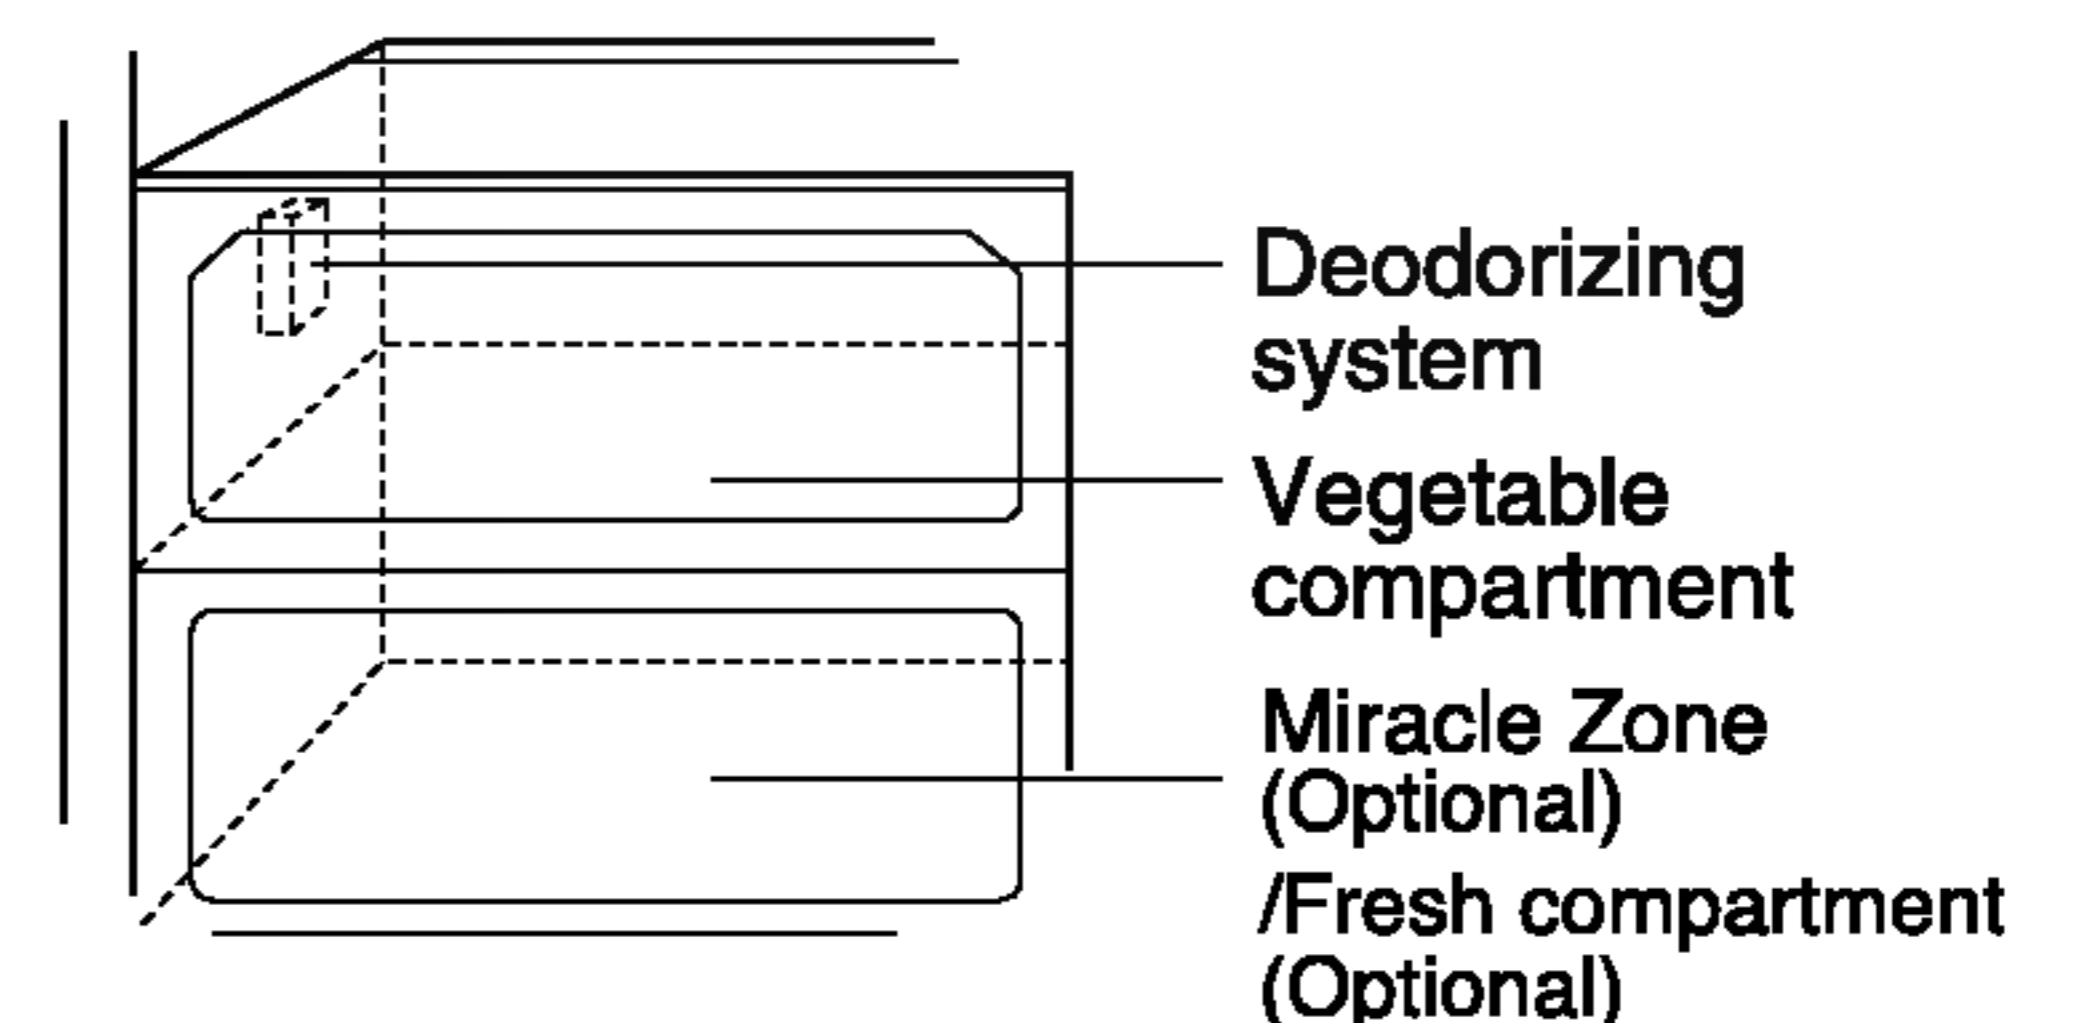 Deodorizing
system
Vegetable
compartment
Miracle Zone
(Optional)
/Fresh compartment
(Optional)